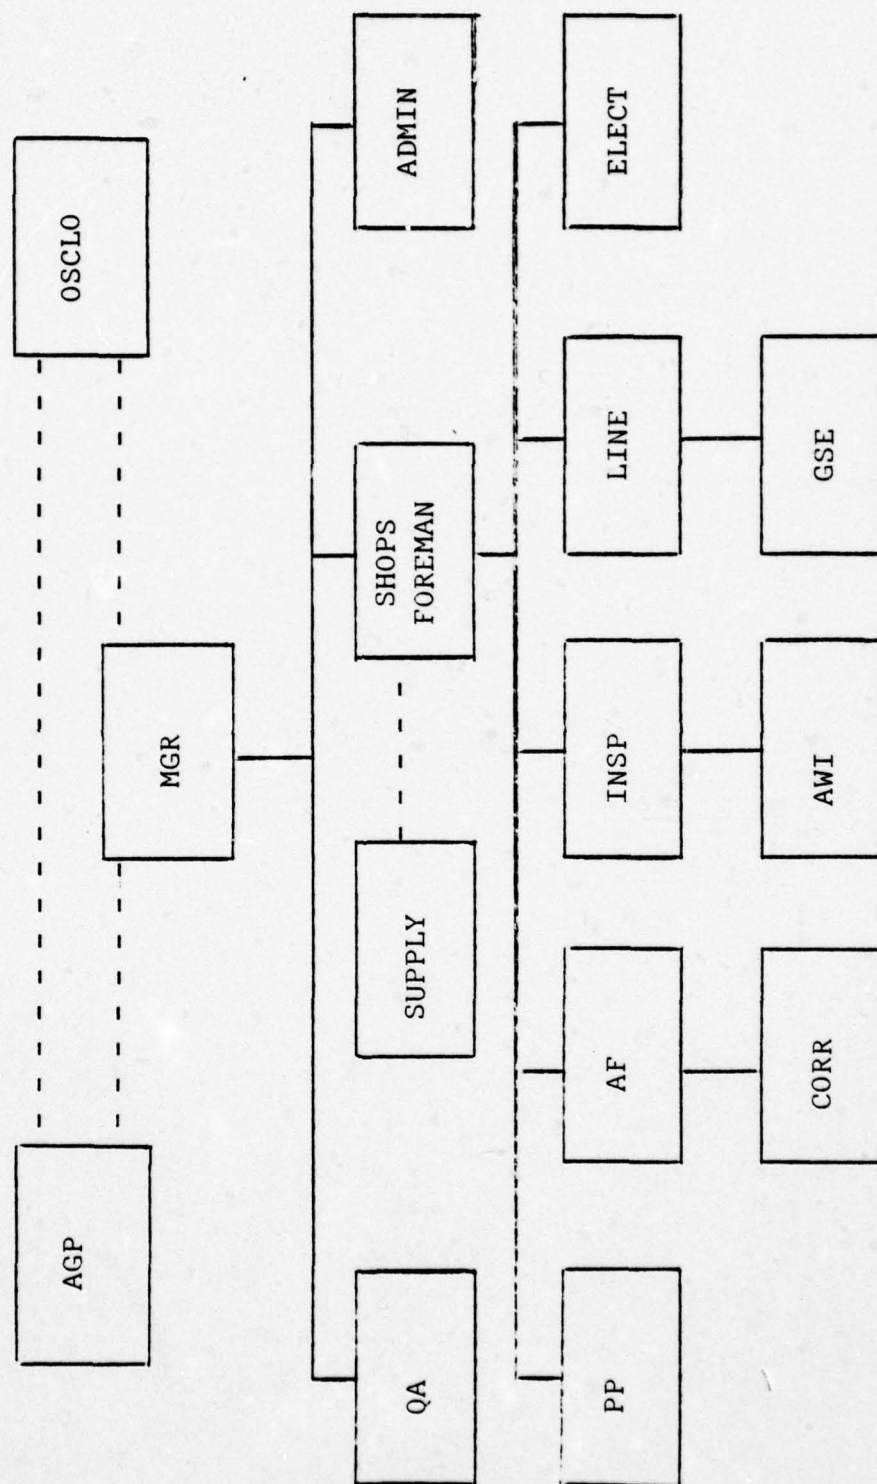 AGP
OSCLO
MGR
QA
SUPPLY
SHOPS
FOREMAN
ADMIN
PP
AF
INSP
LINE
ELECT
CORR
AWI
GSE